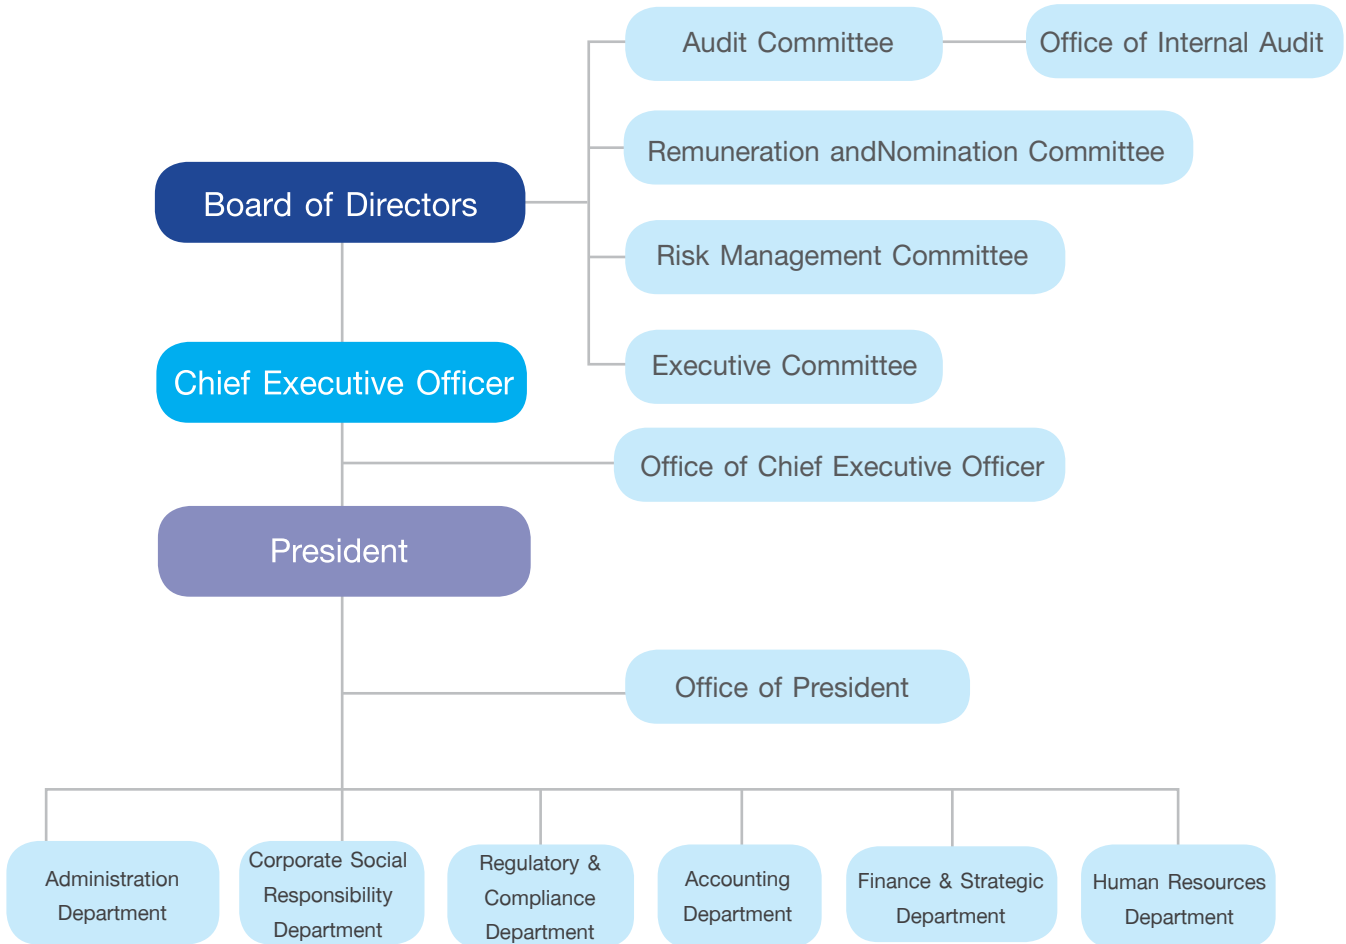 Audit Committee
Office of Internal Audit
Remuneration andNomination Committee
Board of Directors
Risk Management Committee
Executive Committee
Chief Executive Officer
Office of Chief Executive Officer
President
Office of President
Administration
Department
Corporate Social
Responsibility
Department
Regulatory &
Compliance
Department
Accounting
Department
Finance & Strategic
Department
Human Resources
Department